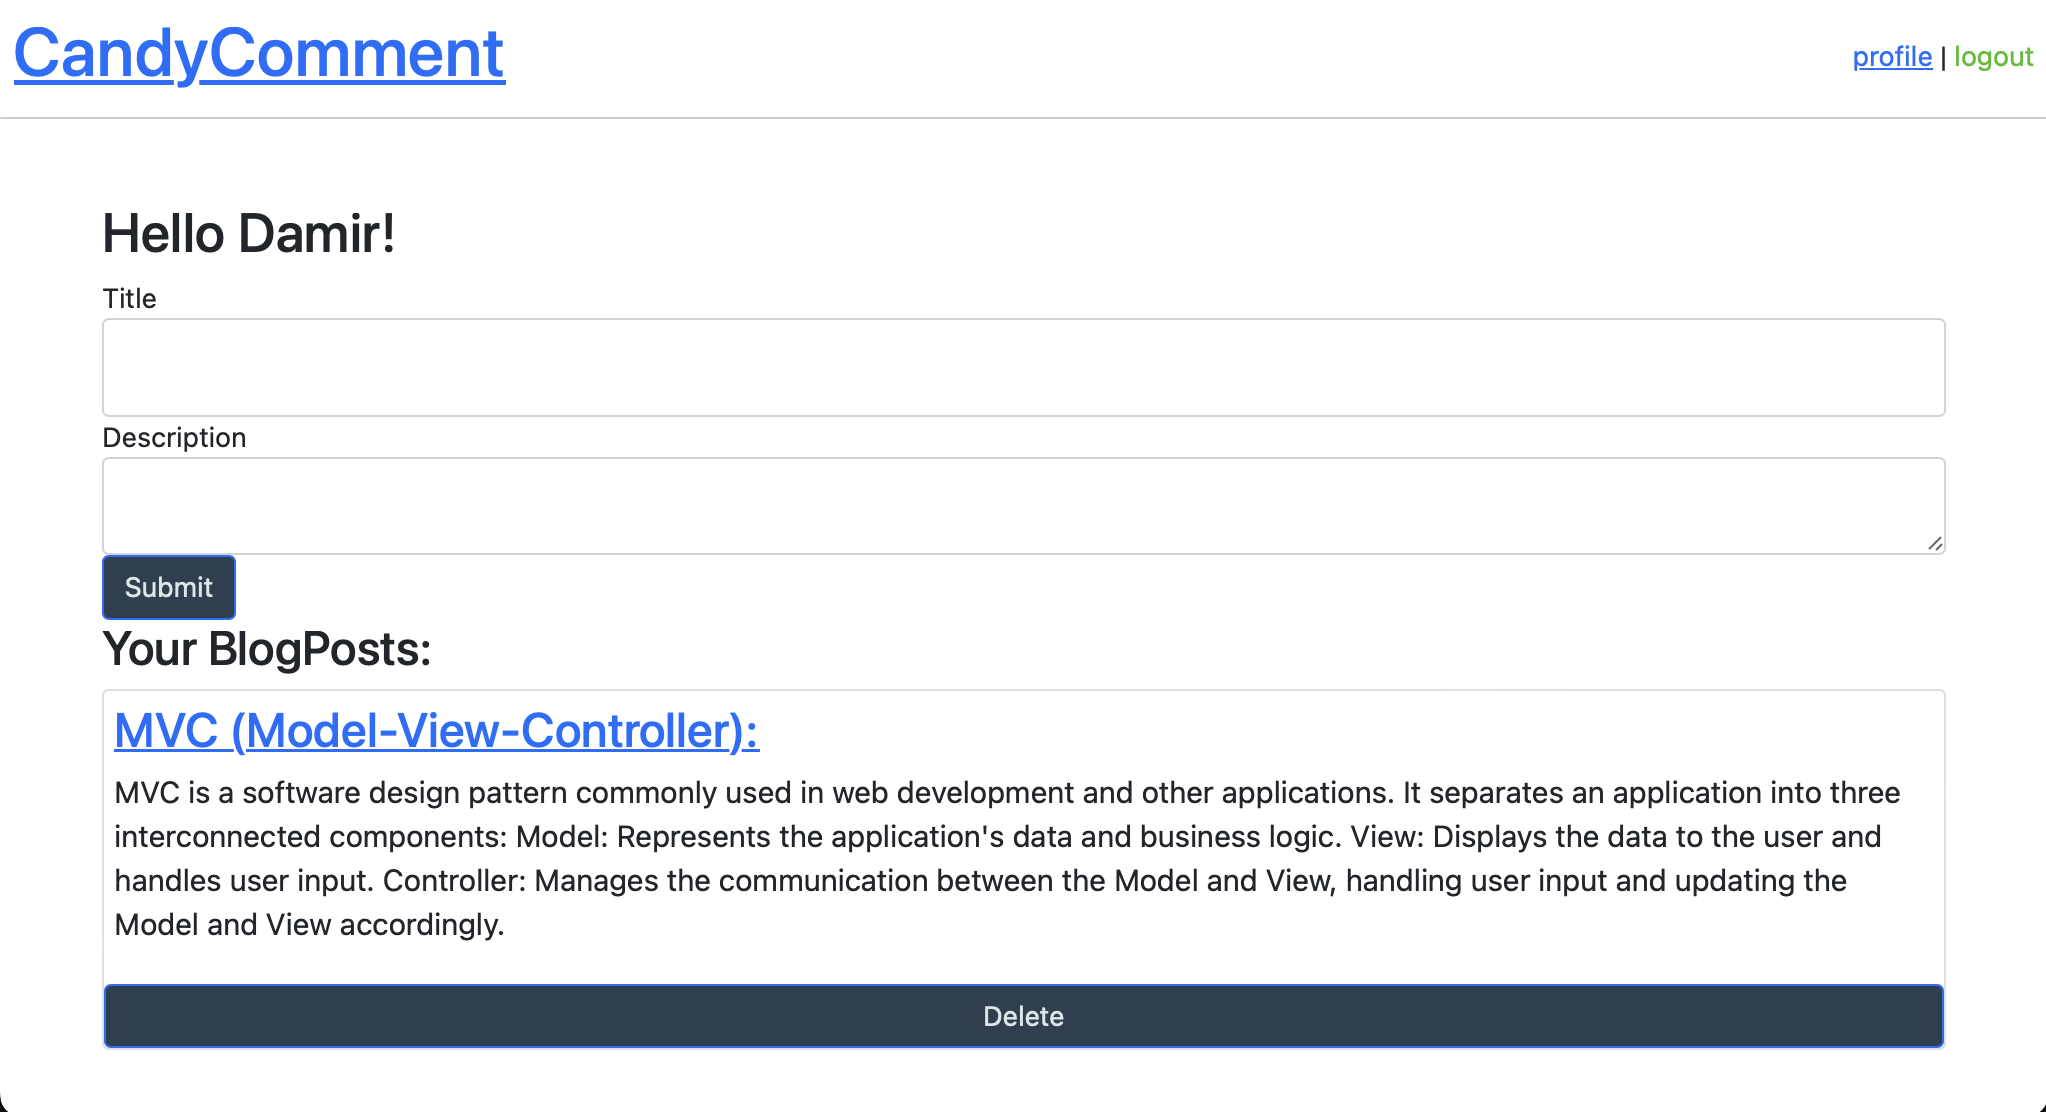 CandyComment
profile | logout
Hello Damir!
Title
Description
Submit
Your BlogPosts:
MVC (Model-View-Controller):
MVC is a software design pattern commonly used in web development and other applications. It separates an application into three
interconnected components: Model: Represents the application's data and business logic. View: Displays the data to the user and
handles user input. Controller: Manages the communication between the Model and View, handling user input and updating the
Model and View accordingly.
Delete